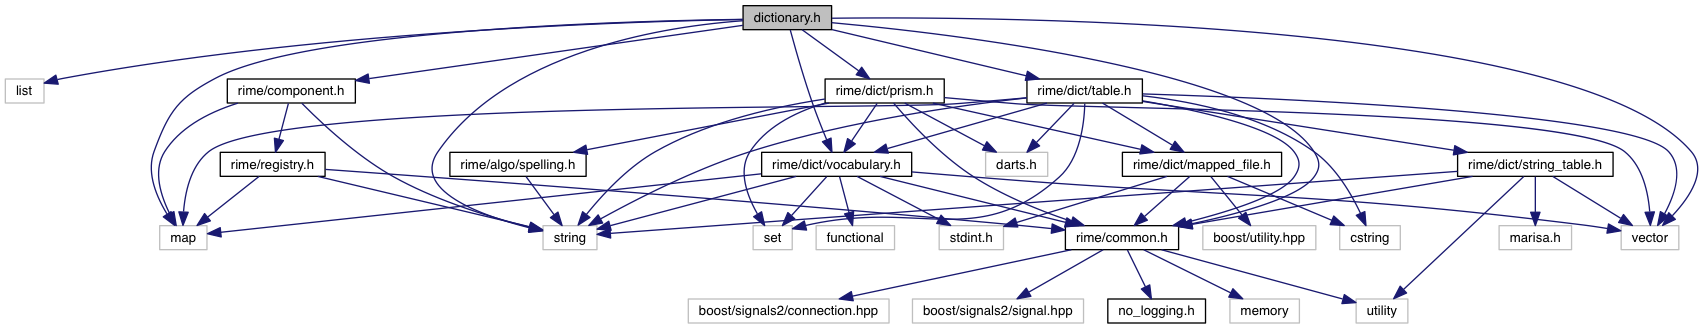 dictionary.h
list
rime/component.h
rime/dict/prism.h
rime/dict/table.h
rime/registry.h
rime/algo/spelling.h
rime/dict/vocabulary.h
darts.h
rime/dict/mapped_file.h
rime/dict/string_table.h
map
string
set
functional
stdint.h
rime/common.h
boost/utility.hpp
cstring
marisa.h
vector
boost/signals2/connection.hpp
boost/signals2/signal.hpp
no_logging.h
memory
utility